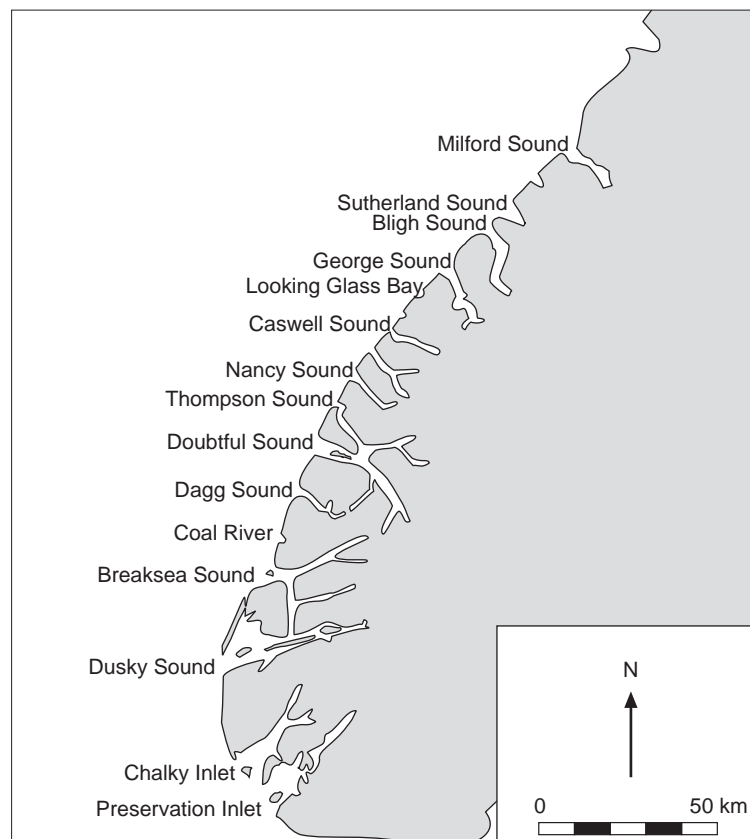 Milford Sound
Sutherland Sound
Bligh Sound
George Sound
Looking Glass Bay
Caswell Sound
Nancy Sound
Thompson Sound
Doubtful Sound
Dagg Sound
Coal River
Breaksea Sound
Dusky Sound
Chalky Inlet
Preservation Inlet
N
0 50 km